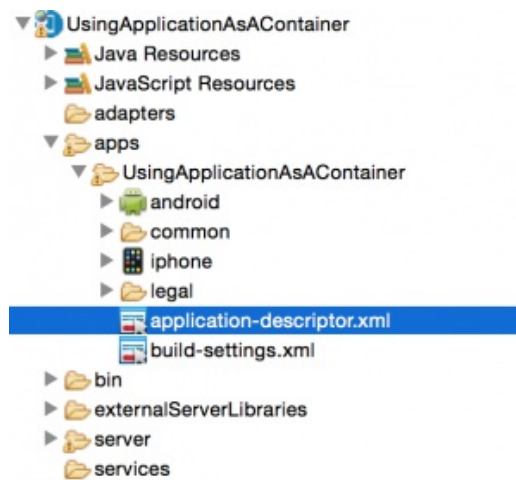 UsingApplicationAsAContainer
Java Resources
JavaScript Resources
adapters
apps
UsingApplicationAsAContainer
android
common
iphone
legal
application-descriptor.xml
build-settings.xml
bin
externalServerLibraries
server
services